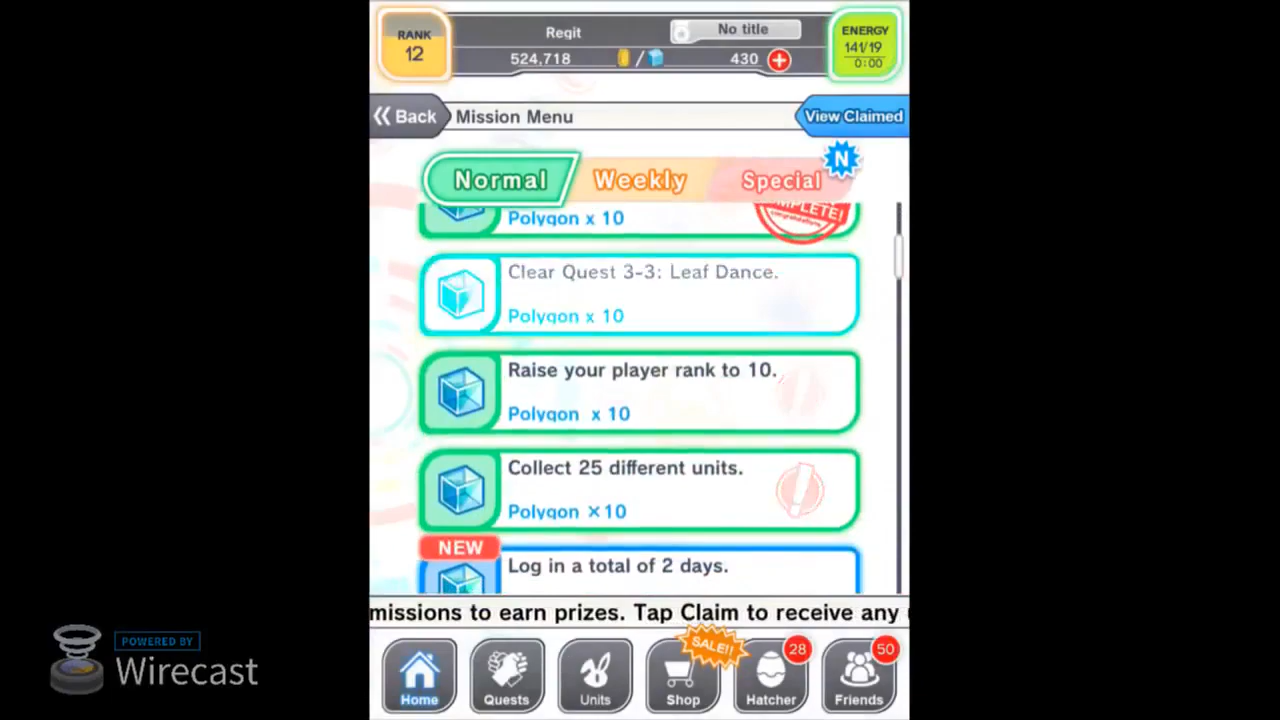 RANK
12
Regit
No title
524,718
/
430
ENERGY
141/19
0:00
Back
Mission Menu
View Claimed
Normal
Weekly
Special
N
Polygon x 10
Clear Quest 3-3: Leaf Dance.
Polygon x 10
Raise your player rank to 10.
Polygon x 10
Collect 25 different units.
Polygon ×10
NEW
Log in a total of 2 days.
missions to earn prizes. Tap Claim to receive any
SALE!!
28
50
Home
Quests
Units
Shop
Hatcher
Friends
POWERED BY
Wirecast